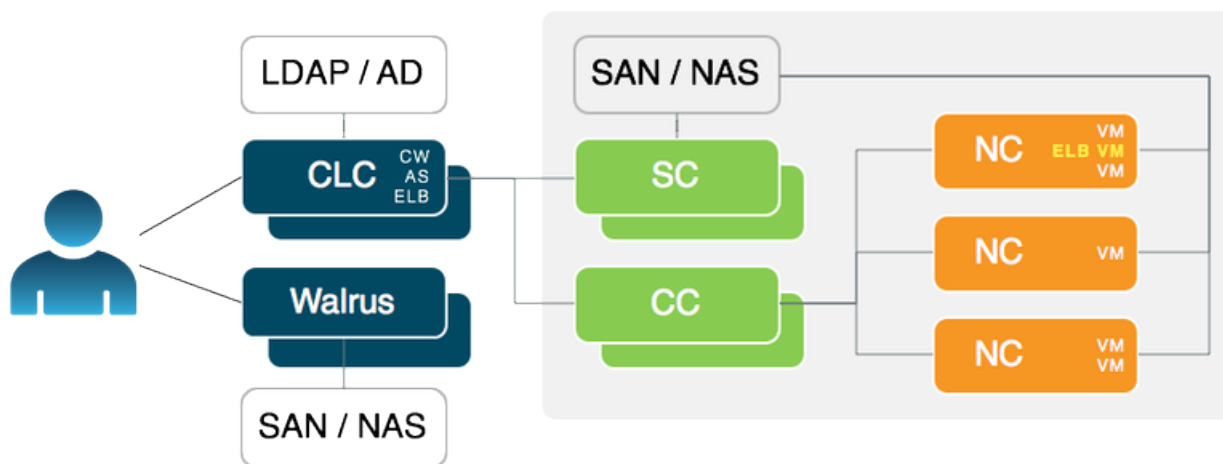 LDAP / AD
SAN / NAS
CLC
CW
AS
ELB
SC
NC
VM
ELB VM
VM
NC
VM
Walrus
CC
NC
VM
VM
SAN / NAS